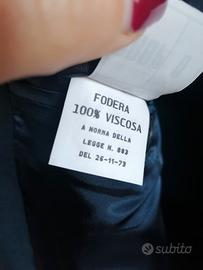 FODERA
100% VISCOSA
A NORMA DELLA
LEGGE N. 883
DEL 26-11-73
subito